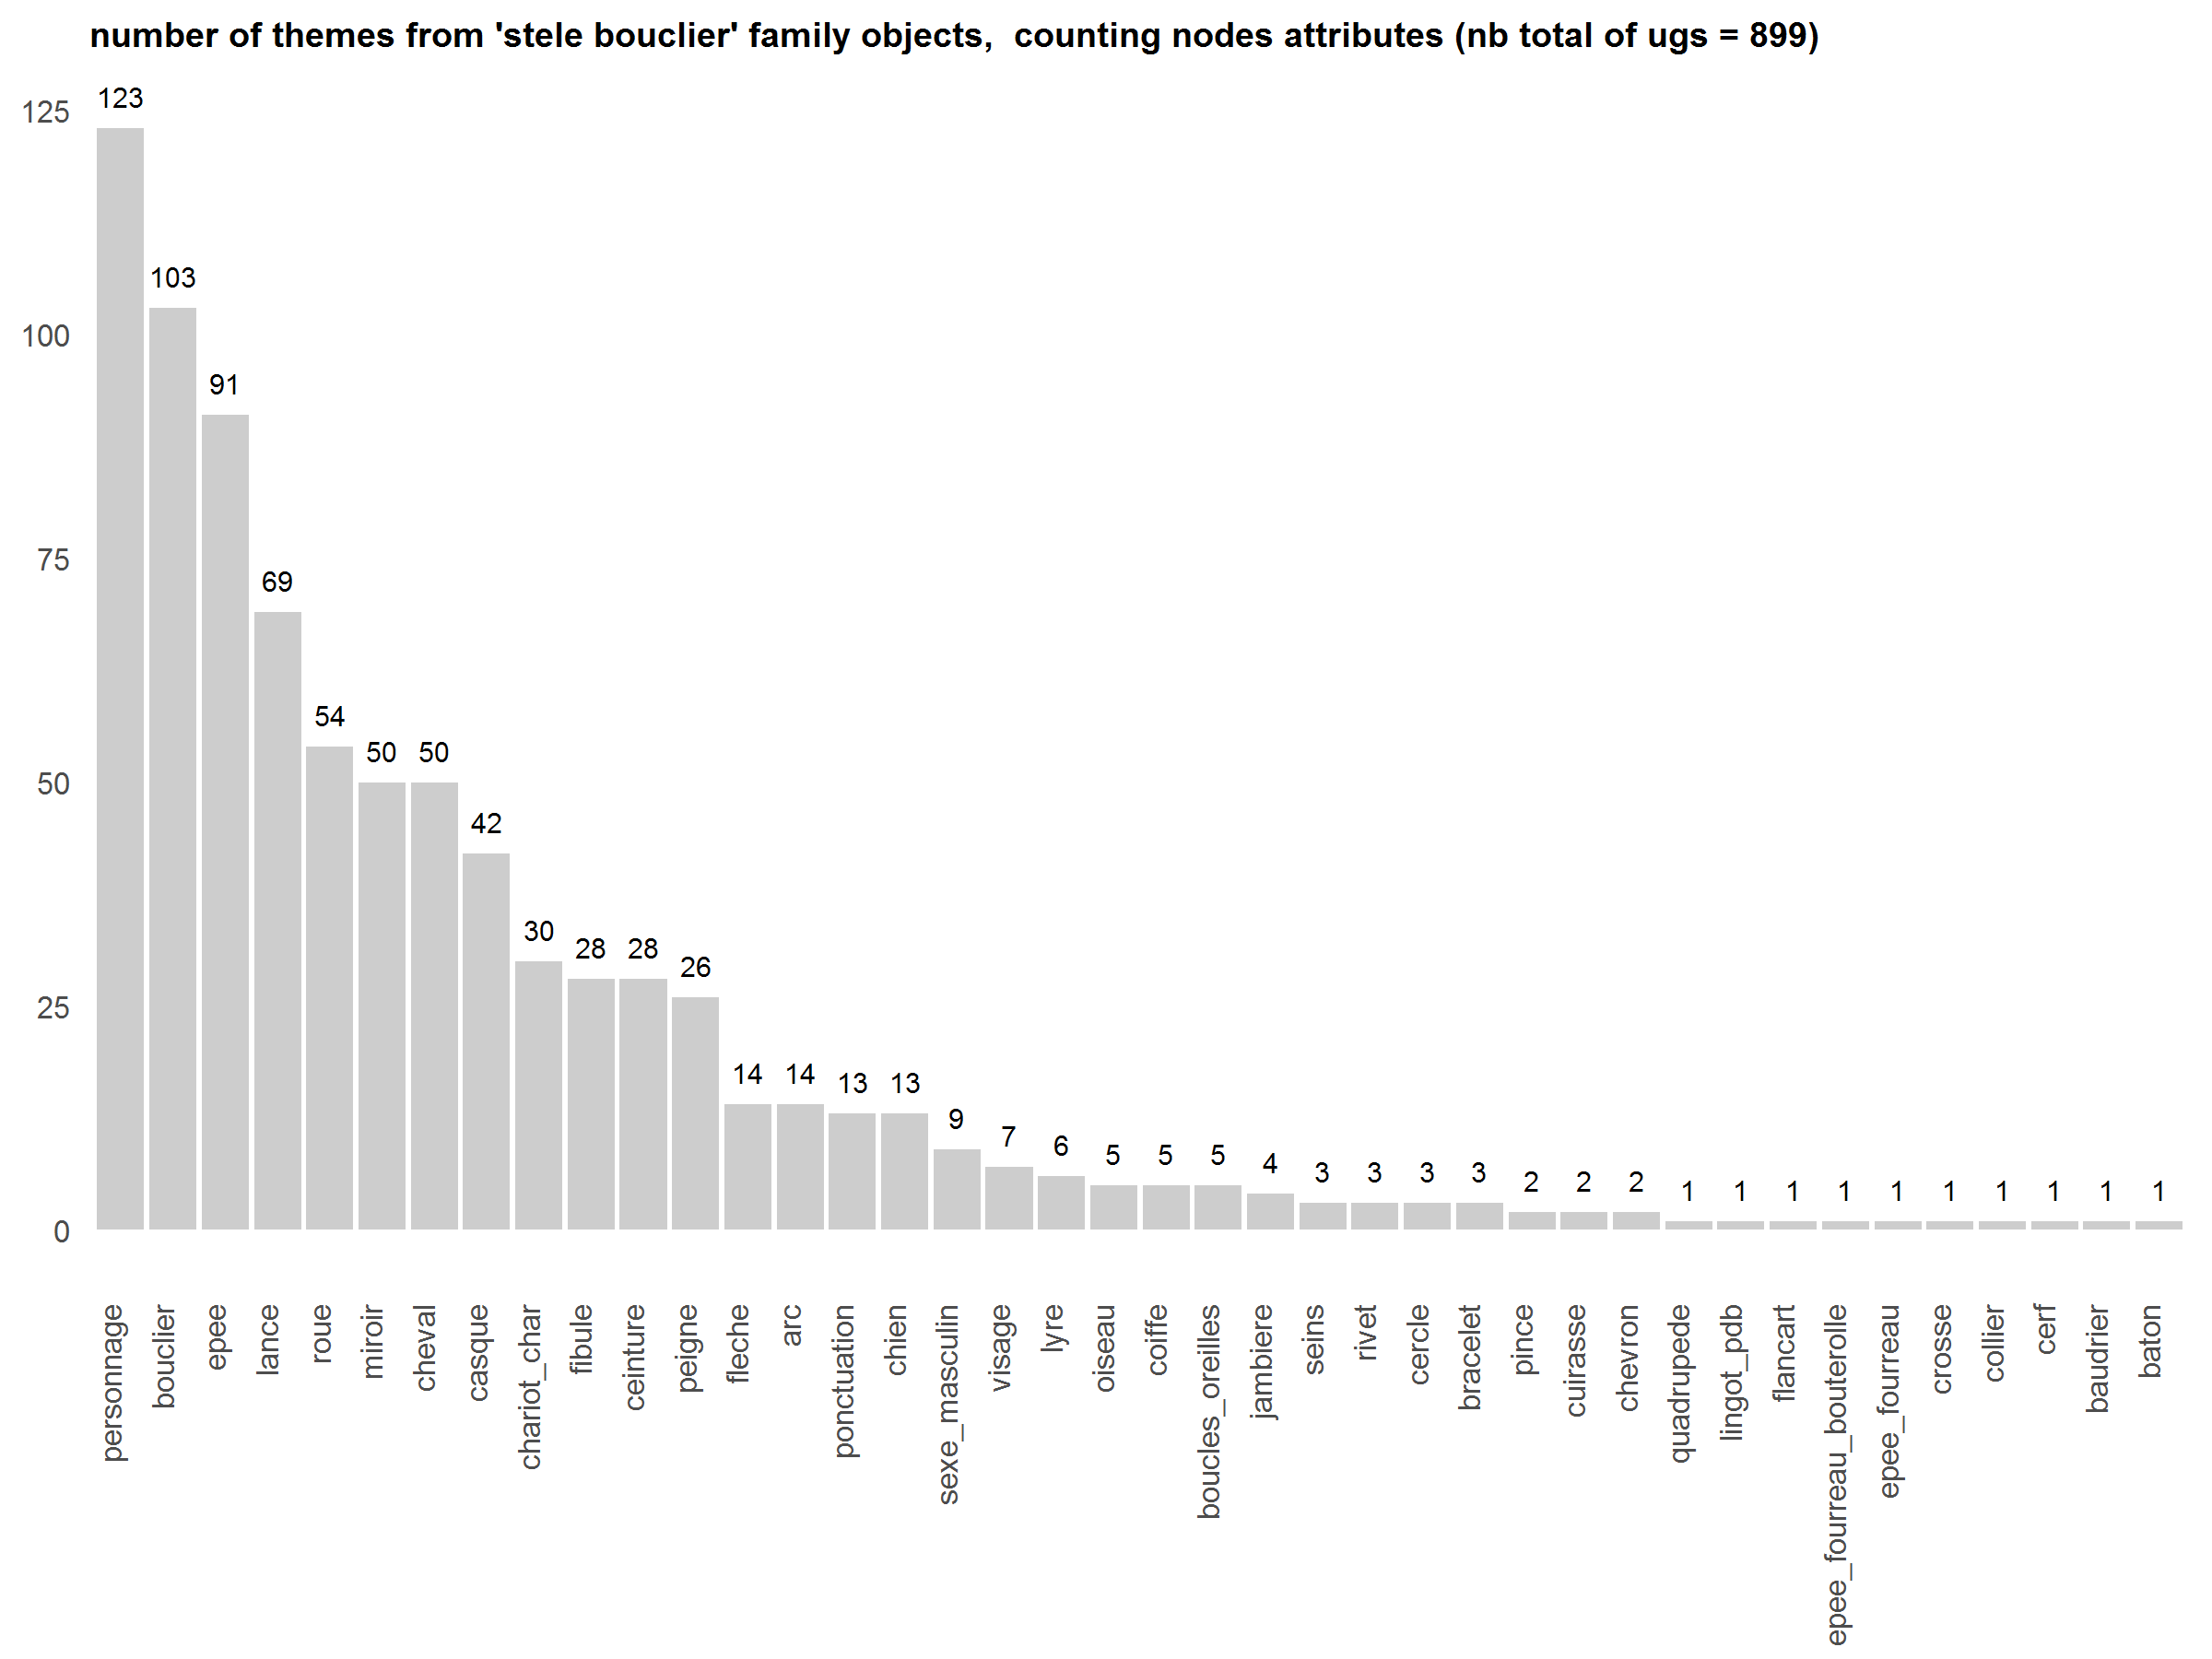 number of themes from 'stele bouclier' family objects,  counting nodes attributes (nb total of ugs = 899)
125
100
75
50
25
0
123
103
91
69
54
50
50
42
30
28
28
26
14
14
13
13
9
7
6
5
5
5
4
3
3
3
3
2
2
2
1
1
1
1
1
1
1
1
1
1
personnage
bouclier
epee
lance
roue
miroir
cheval
casque
chariot_char
fibule
ceinture
peigne
fleche
arc
ponctuation
chien
sexe_masculin
visage
lyre
oiseau
coiffe
boucles_oreilles
jambiere
seins
rivet
cercle
bracelet
pince
cuirasse
chevron
quadrupede
lingot_pdb
flancart
epee_fourreau_bouterolle
epee_fourreau
crosse
collier
cerf
baudrier
baton